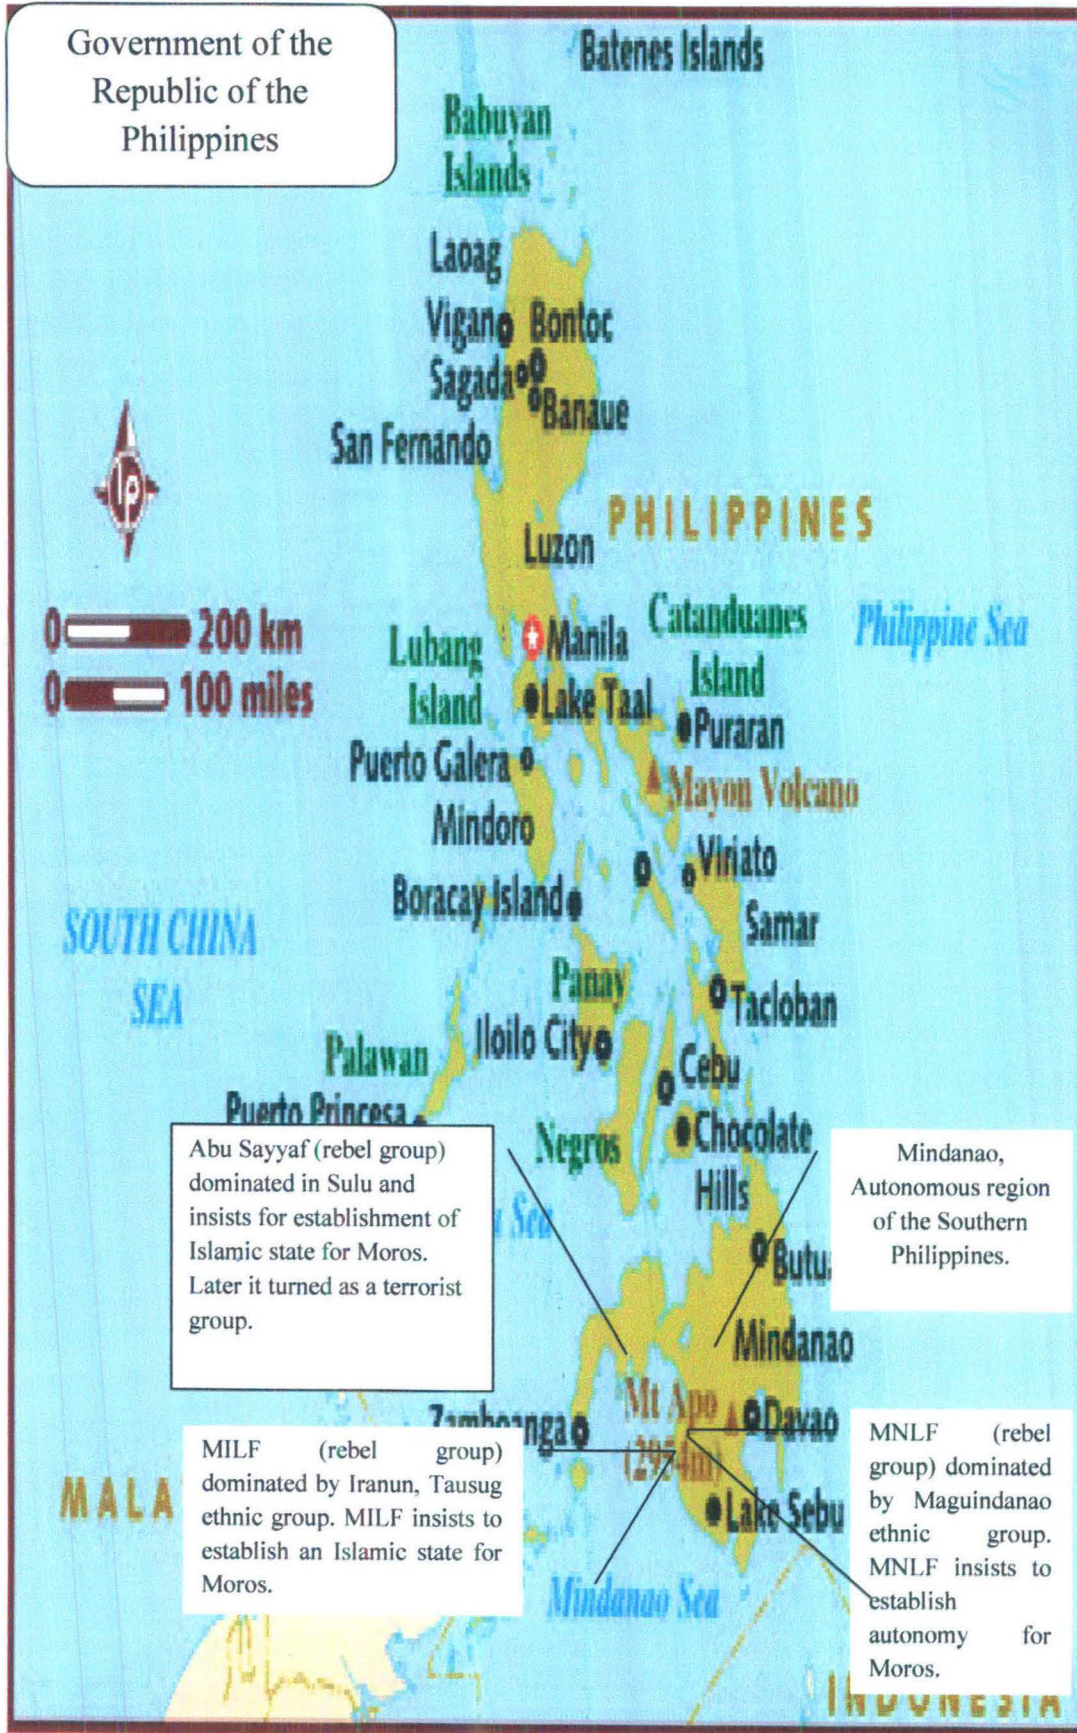 Government of the
Republic of the
Philippines
Batenes Islands
Babuyan
Islands
Laoag
Vigan
Bontoc
Sagada
Banaue
San Fernando
lp
PHILIPPINES
Luzon
0 200 km
0 100 miles
Manila
Catanduanes
Island
Philippine Sea
Lubang
Island
Lake Taal
Puraran
Puerto Galera
Mayon Volcano
Mindoro
Viriato
Boracay Island
Samar
SOUTH CHINA
SEA
Panay
Tacloban
Iloilo City
Palawan
Cebu
Puerto Princesa
Negros
Chocolate
Hills
Abu Sayyaf (rebel group)
dominated in Sulu and
insists for establishment of
Islamic state for Moros.
Later it turned as a terrorist
group.
Sea
Mindanao,
Autonomous region
of the Southern
Philippines.
Butu
Mindanao
Mt Apo
(2954m)
Davao
Zamboanga
MILF (rebel group)
dominated by Iranun, Tausug
ethnic group. MILF insists to
establish an Islamic state for
Moros.
MALA
Lake Sebu
MNLF (rebel
group) dominated
by Maguindanao
ethnic group.
MNLF insists to
establish
autonomy for
Moros.
Mindanao Sea
INDONESIA